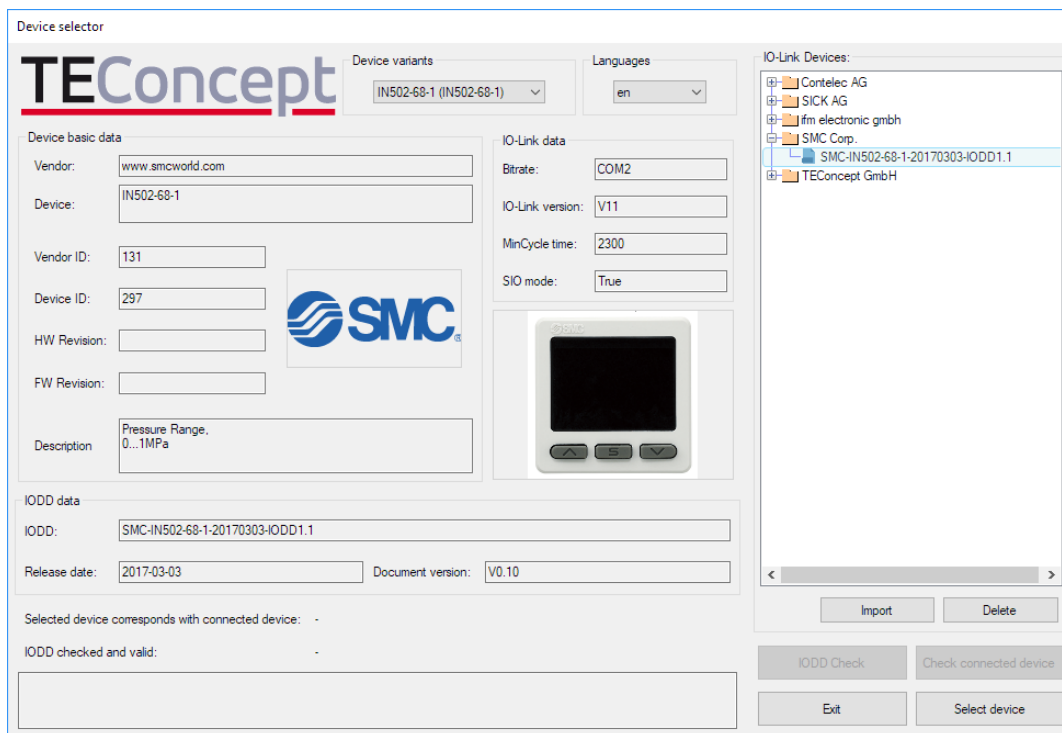 Device selector
TEConcept
Device variants
IN502-68-1 (IN502-68-1)
Languages
en
Device basic data
Vendor:
www.smcworld.com
Device:
IN502-68-1
Vendor ID:
131
Device ID:
297
HW Revision:
FW Revision:
Description
Pressure Range,
0...1MPa
SMC
®
IO-Link data
Bitrate:
COM2
IO-Link version:
V11
MinCycle time:
2300
SIO mode:
True
SMC
S
IODD data
IODD:
SMC-IN502-68-1-20170303-IODD1.1
Release date:
2017-03-03
Document version:
V0.10
Selected device corresponds with connected device: -
IODD checked and valid: -
IO-Link Devices:
Contelec AG
SICK AG
ifm electronic gmbh
SMC Corp.
SMC-IN502-68-1-20170303-IODD1.1
TEConcept GmbH
Import
Delete
IODD Check
Check connected device
Exit
Select device